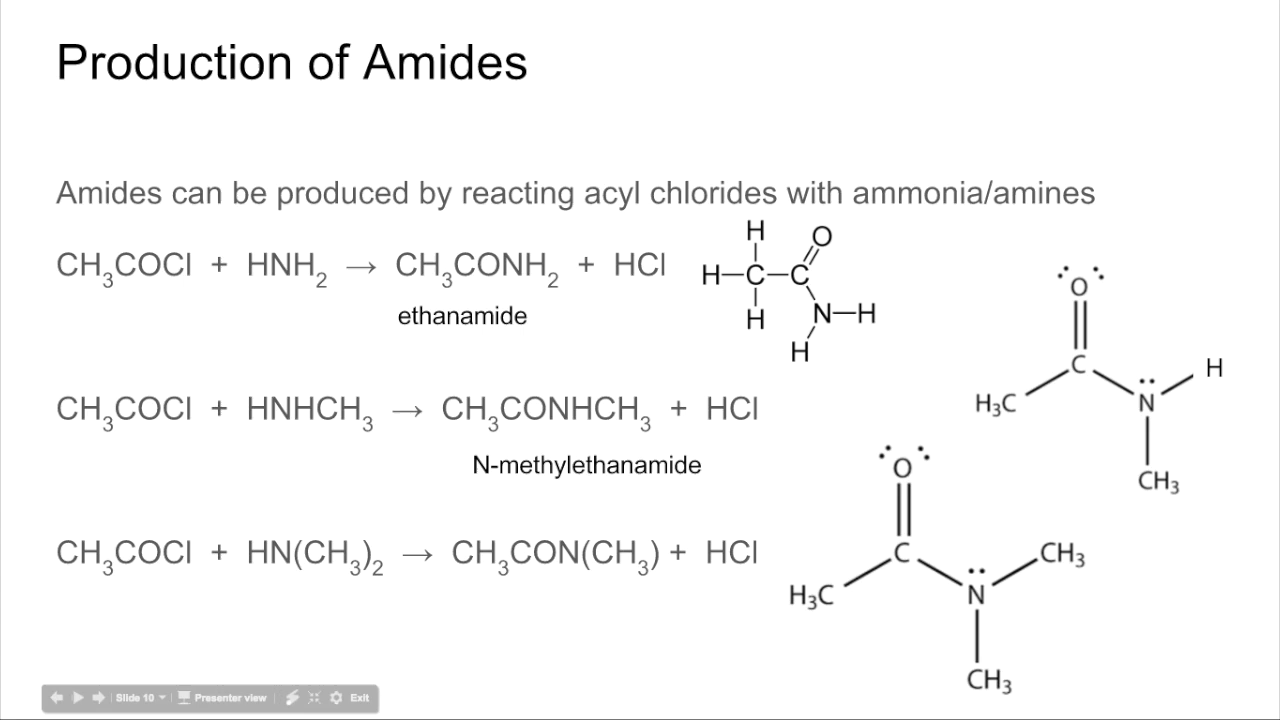 Production of Amides
Amides can be produced by reacting acyl chlorides with ammonia/amines
CH₃COCl + HNH₂ → CH₃CONH₂ + HCl
ethanamide
H
O
H–C–C
H
N–H
H
CH₃COCl + HNHCH₃ → CH₃CONHCH₃ + HCl
N-methylethanamide
O
C
H
H₃C
N
CH₃
CH₃COCl + HN(CH₃)₂ → CH₃CON(CH₃) + HCl
O
C
CH₃
H₃C
N
CH₃
Slide 10 Presenter view Exit